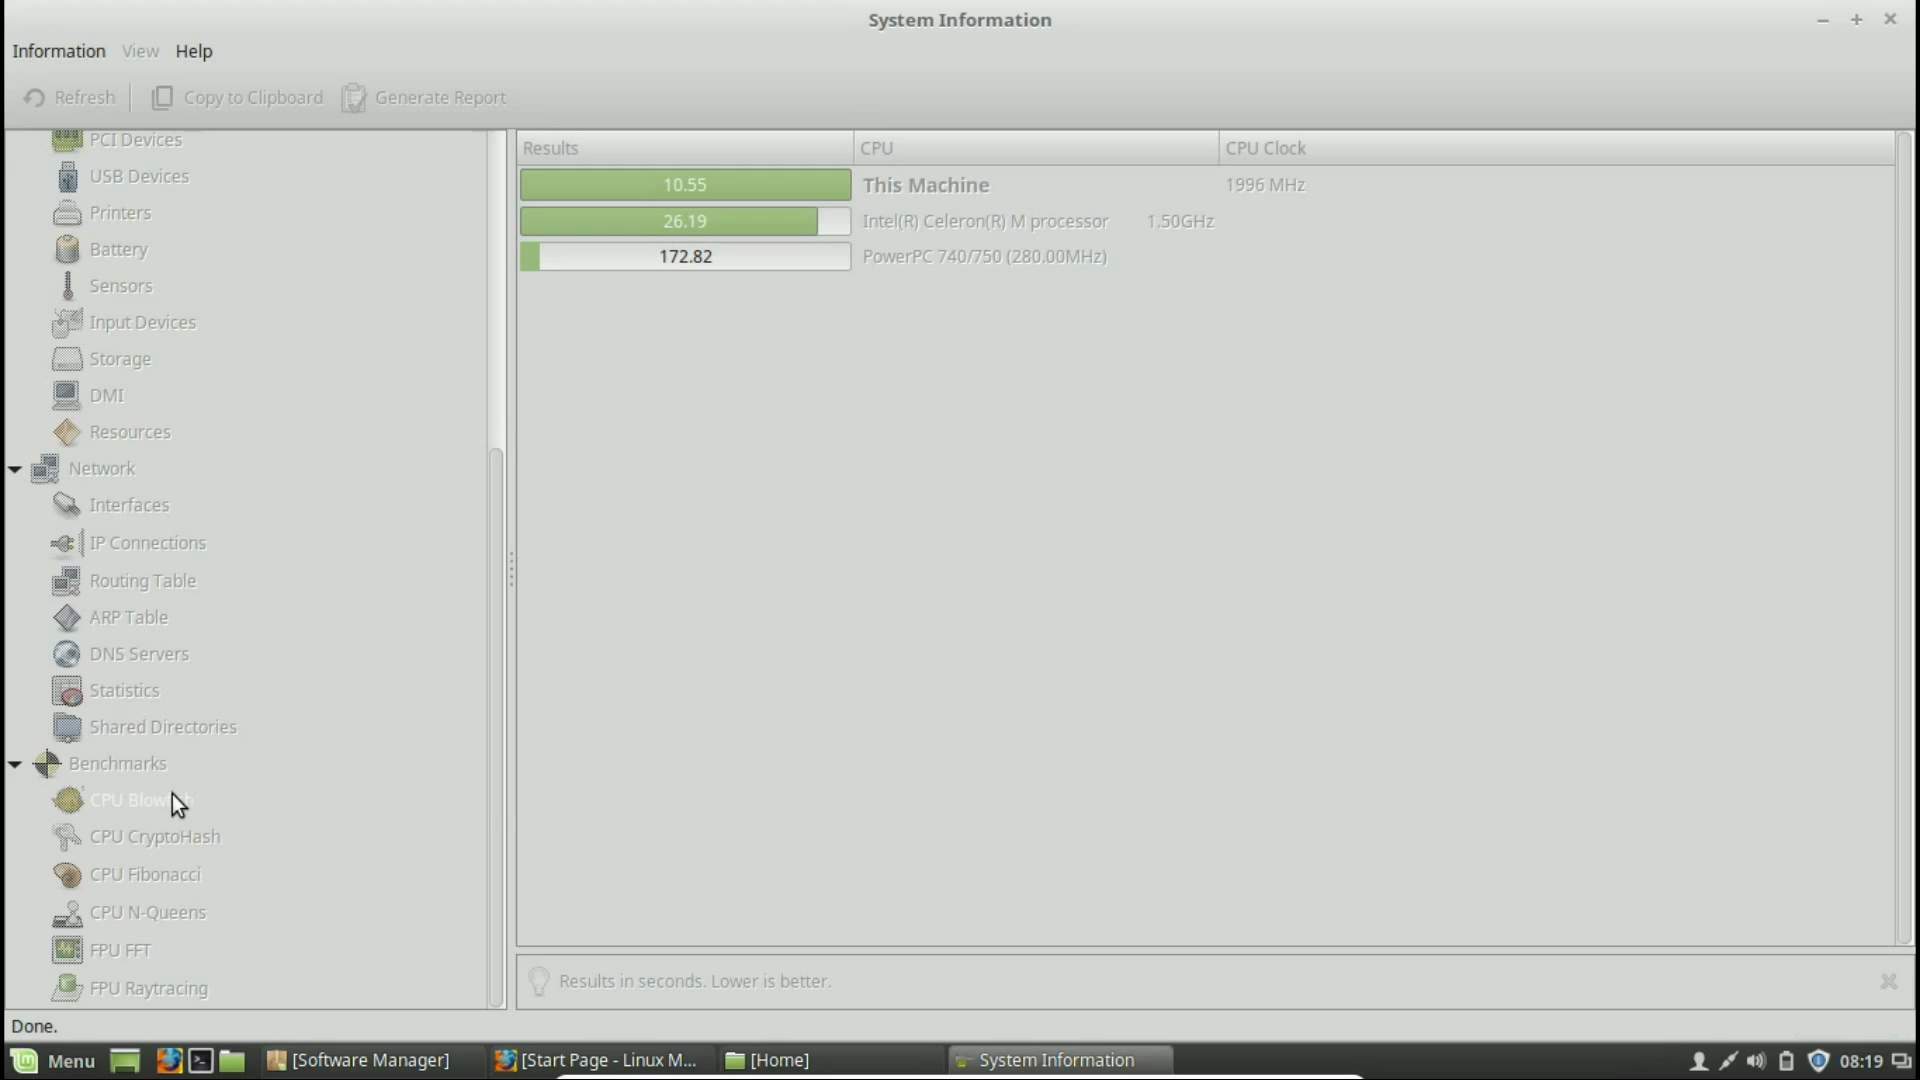 System Information
Information View Help
Refresh Copy to Clipboard Generate Report
PCI Devices
USB Devices
Printers
Battery
Sensors
Input Devices
Storage
DMI
Resources
Network
Interfaces
IP Connections
Routing Table
ARP Table
DNS Servers
Statistics
Shared Directories
Benchmarks
CPU
CPU CryptoHash
CPU Fibonacci
CPU N-Queens
FPU FFT
FPU Raytracing
Results CPU CPU Clock
10.55 This Machine 1996 MHz
26.19 Intel(R) Celeron(R) M processor 1.50GHz
172.82 PowerPC 740/750 (280.00MHz)
Results in seconds. Lower is better.
Done.
Menu [Software Manager] [Start Page - Linux M... [Home] System Information 08:19